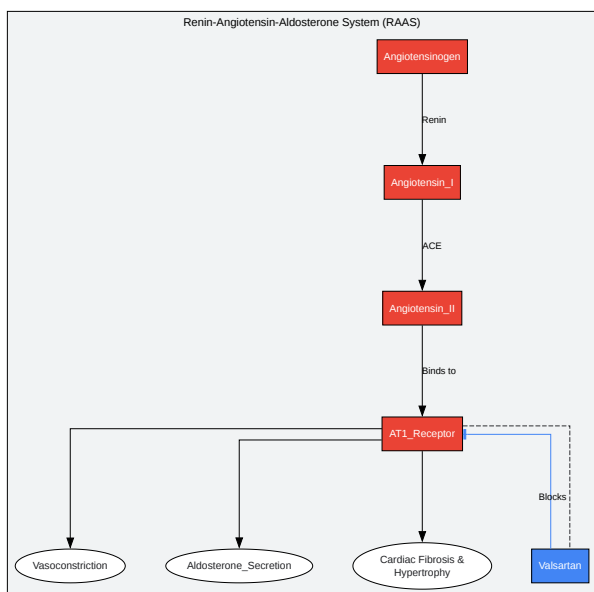 Renin-Angiotensin-Aldosterone System (RAAS)
Angiotensinogen
Renin
Angiotensin_I
ACE
Angiotensin_II
Binds to
AT1_Receptor
Blocks
Vasoconstriction
Aldosterone_Secretion
Cardiac Fibrosis &
Hypertrophy
Valsartan